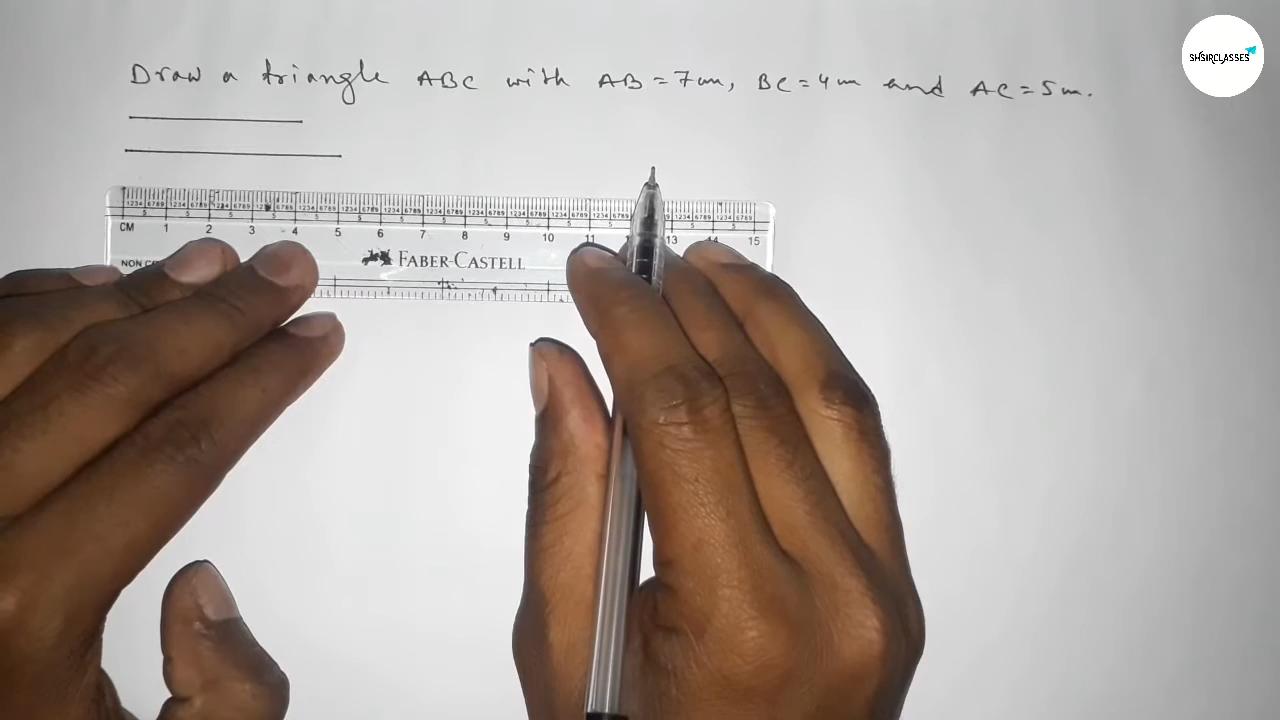 Draw a triangle ABC with AB = 7cm, BC = 4cm and AC = 5cm.
SHSIRCLASSES
CM 1 2 3 4 5 6 7 8 9 10 11 13 14 15
FABER-CASTELL